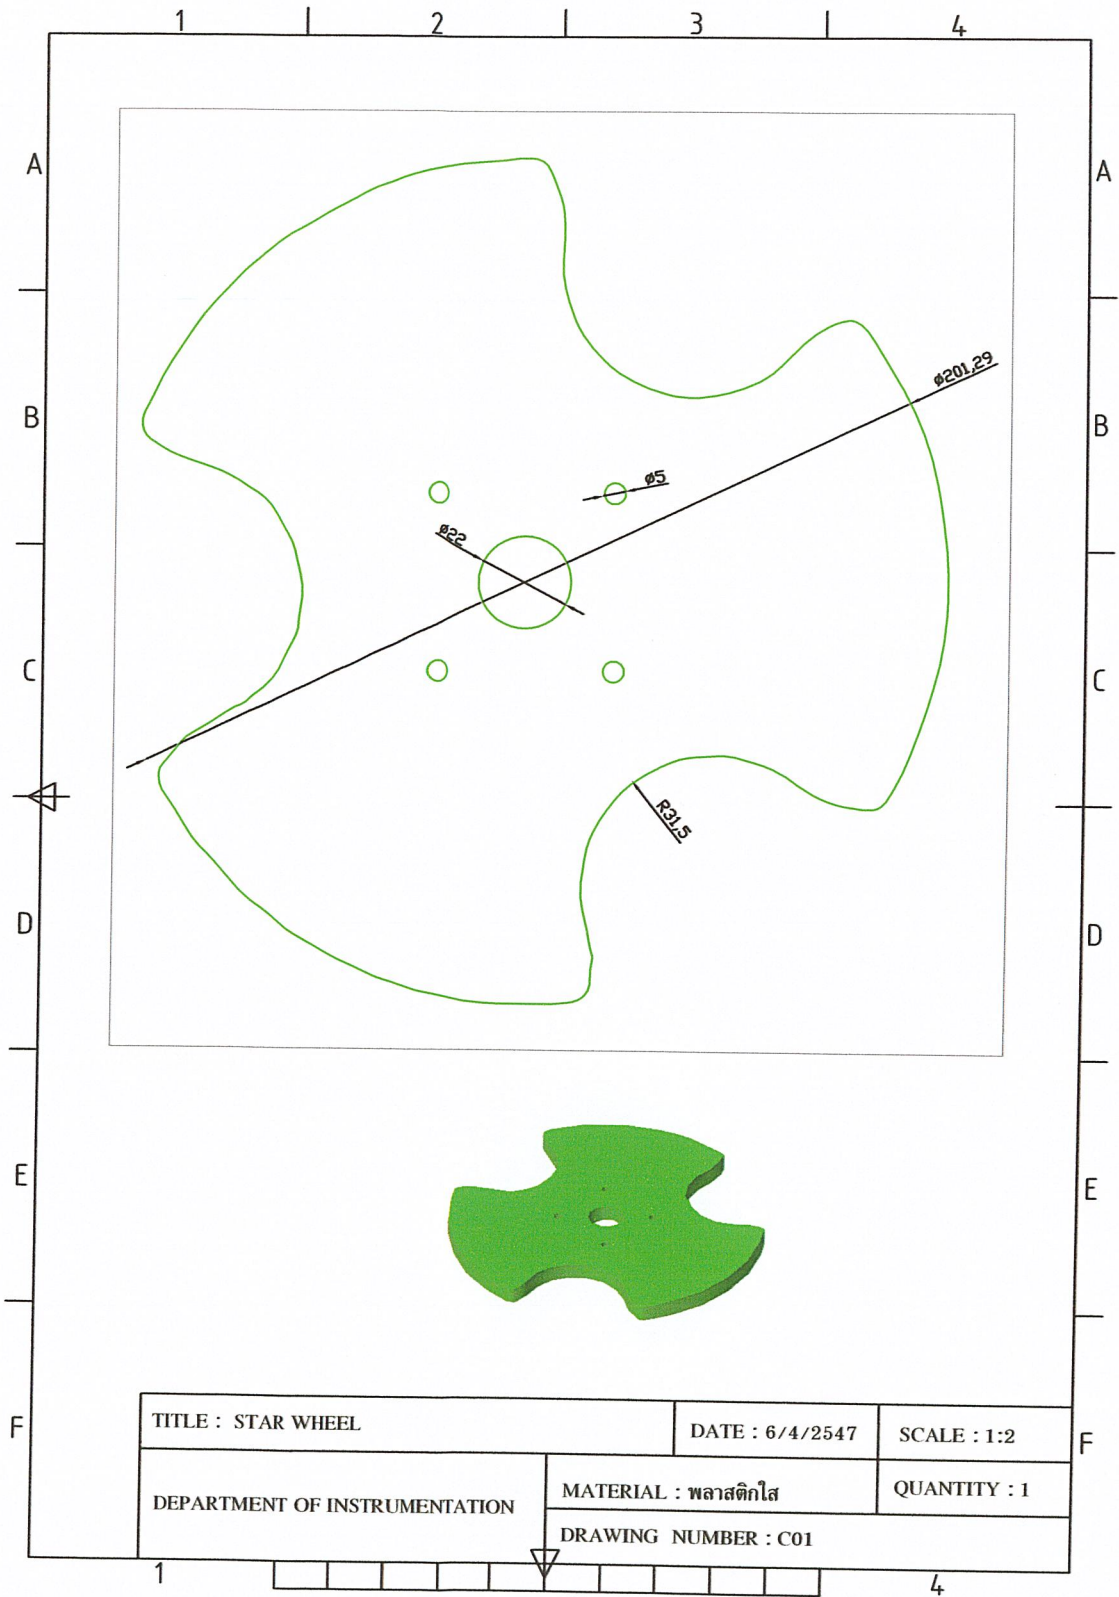 1 2 3 4
A A
B B
C C
D D
E E
F F
ø201,29
ø5
ø22
R31,5
TITLE : STAR WHEEL
DATE : 6/4/2547
SCALE : 1:2
DEPARTMENT OF INSTRUMENTATION
MATERIAL : พลาสติกใส
QUANTITY : 1
DRAWING NUMBER : C01
1 4